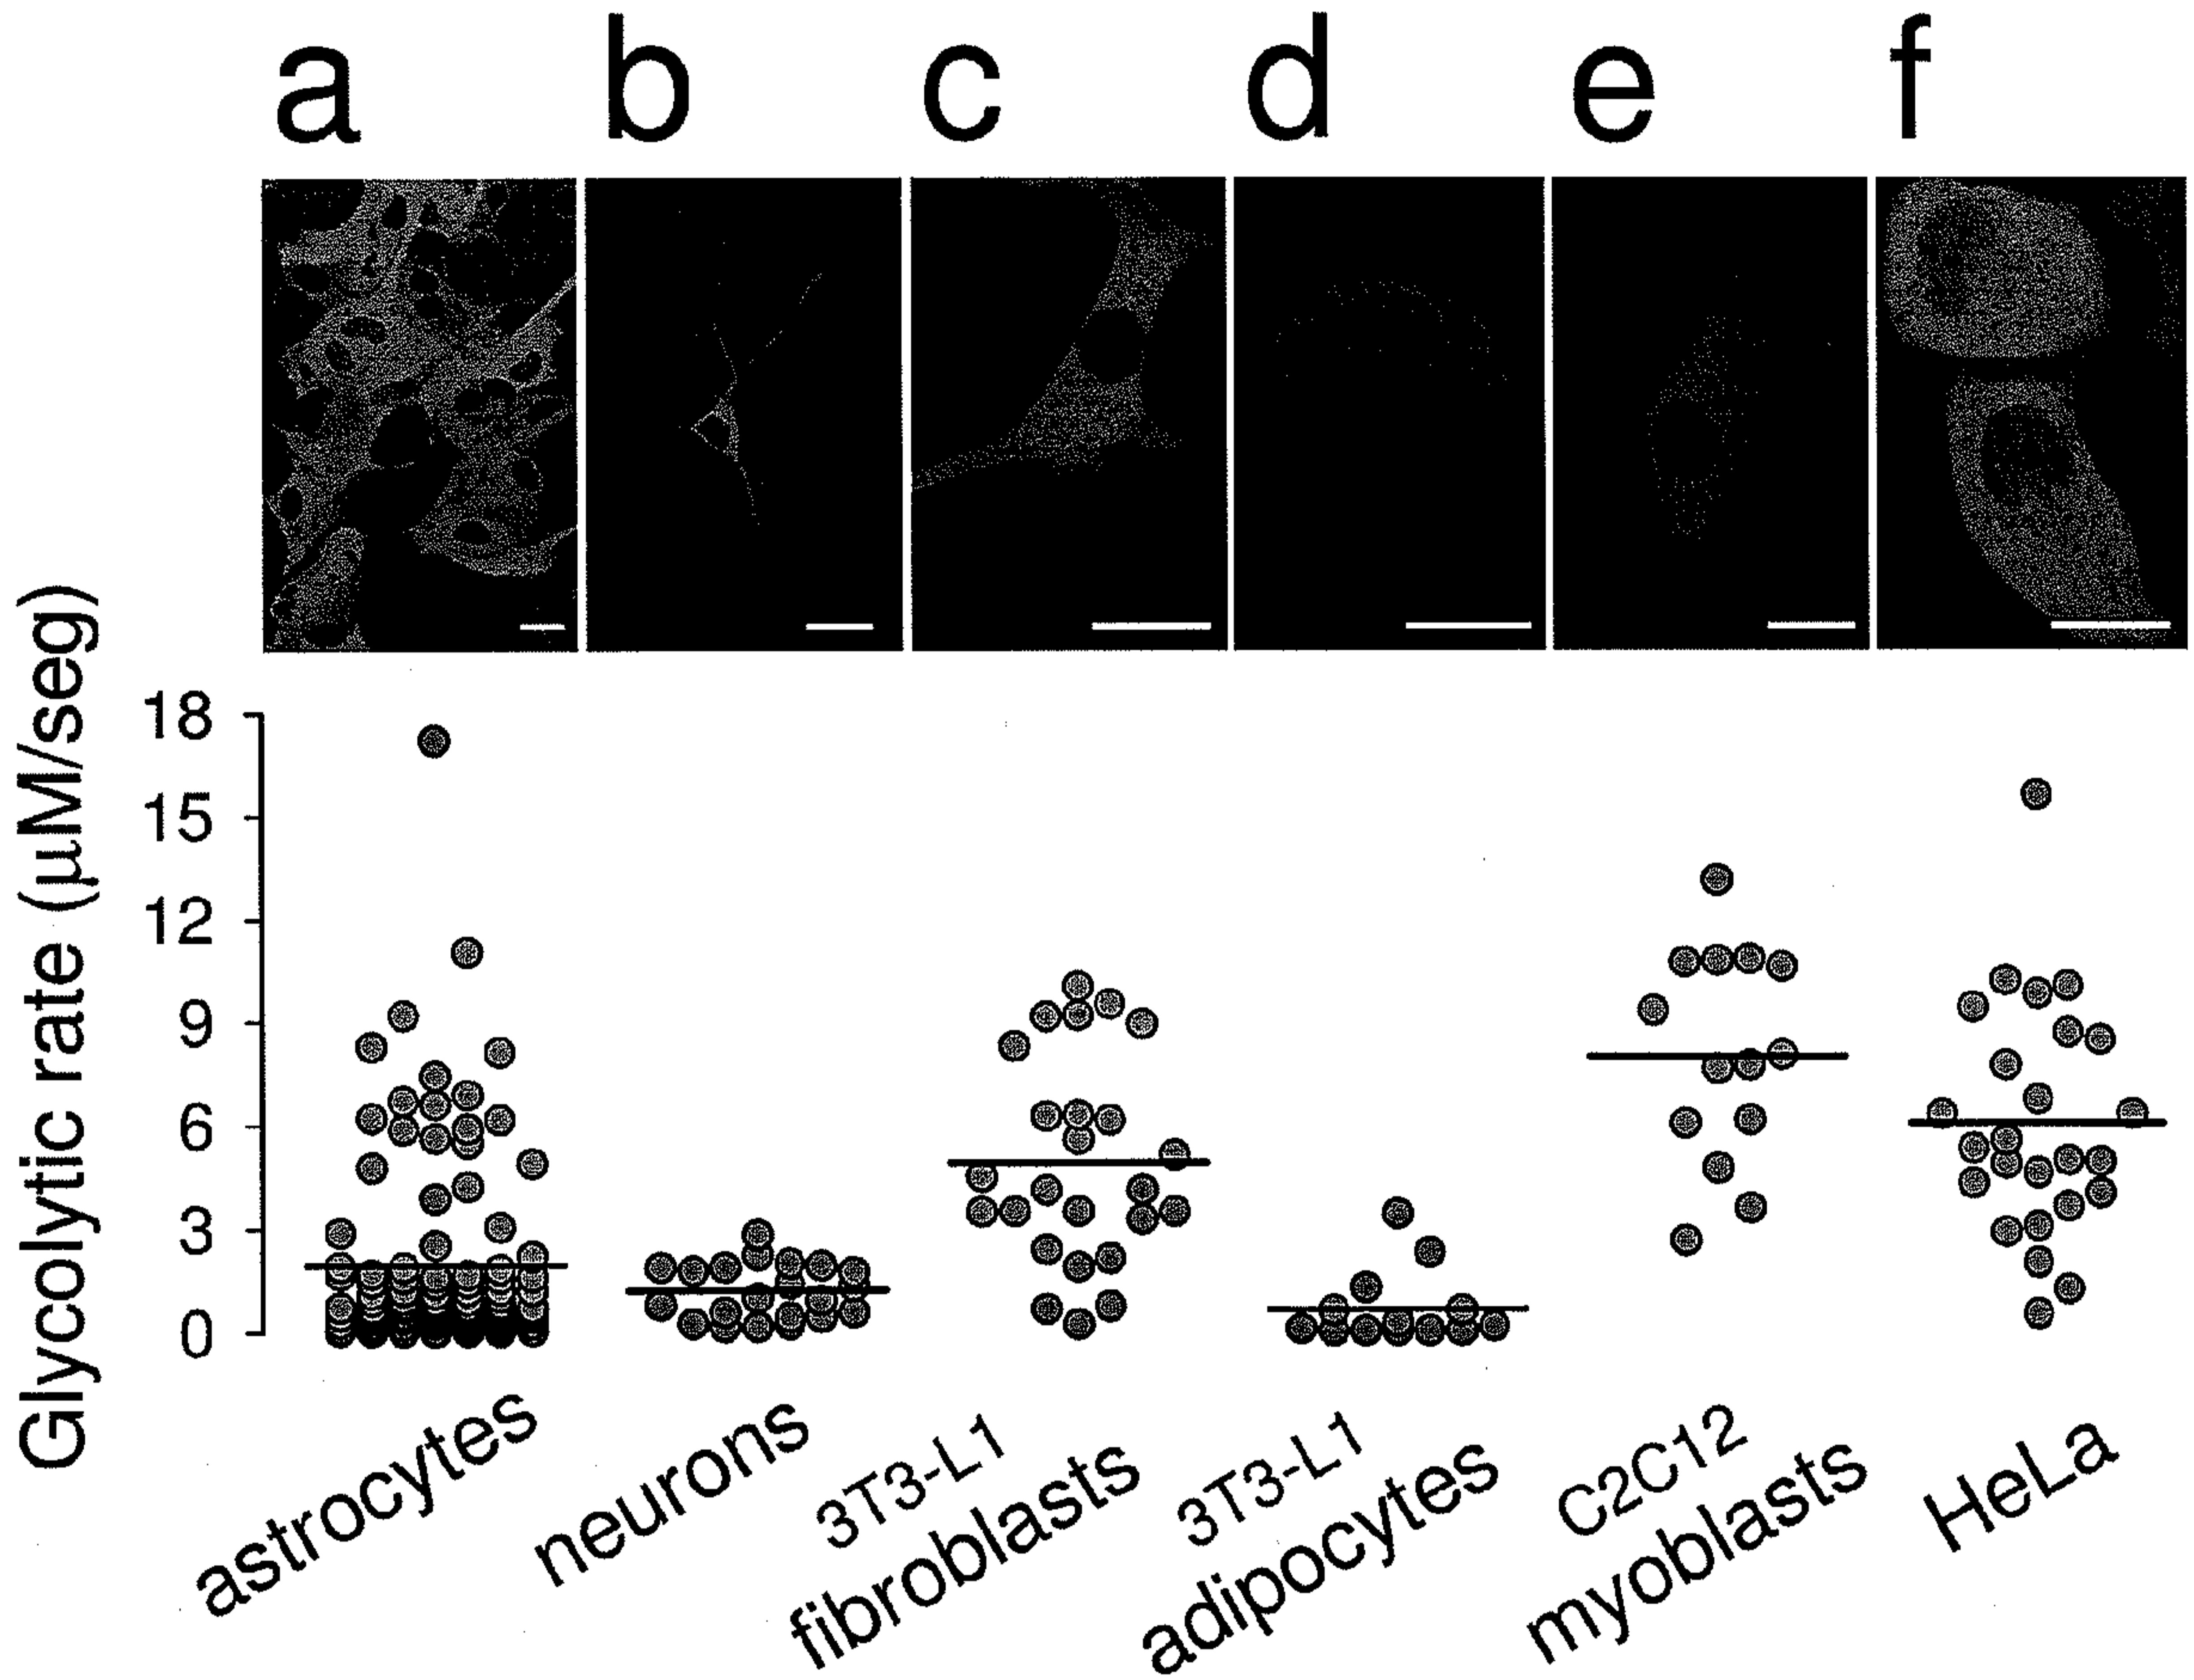 a b c d e f
Glycolytic rate (µM/seg)
18
15
12
9
6
3
0
astrocytes
neurons
3T3-L1
fibroblasts
3T3-L1
adipocytes
C2C12
myoblasts
HeLa